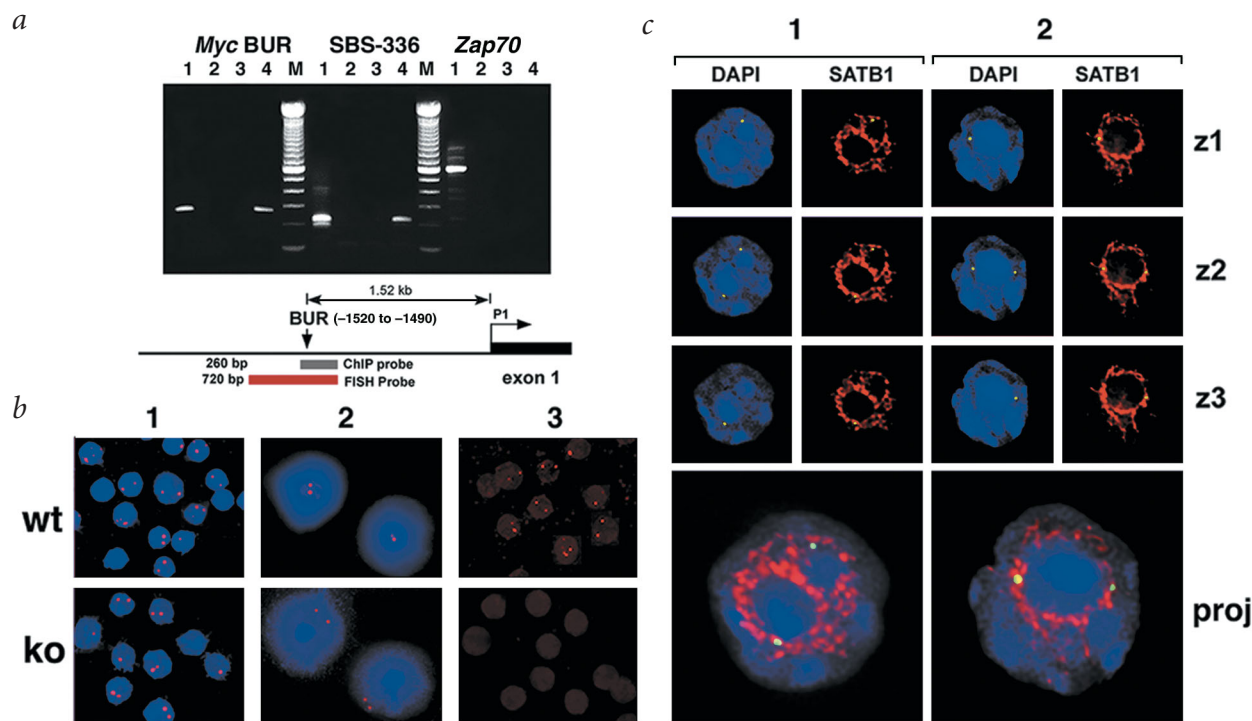 a
Myc BUR SBS-336 Zap70
1 2 3 4 M 1 2 3 4 M 1 2 3 4
1.52 kb
BUR (–1520 to –1490)
P1
260 bp ChIP probe
720 bp FISH Probe
exon 1
b
1 2 3
wt
ko
c
1 2
DAPI SATB1 DAPI SATB1
z1
z2
z3
proj